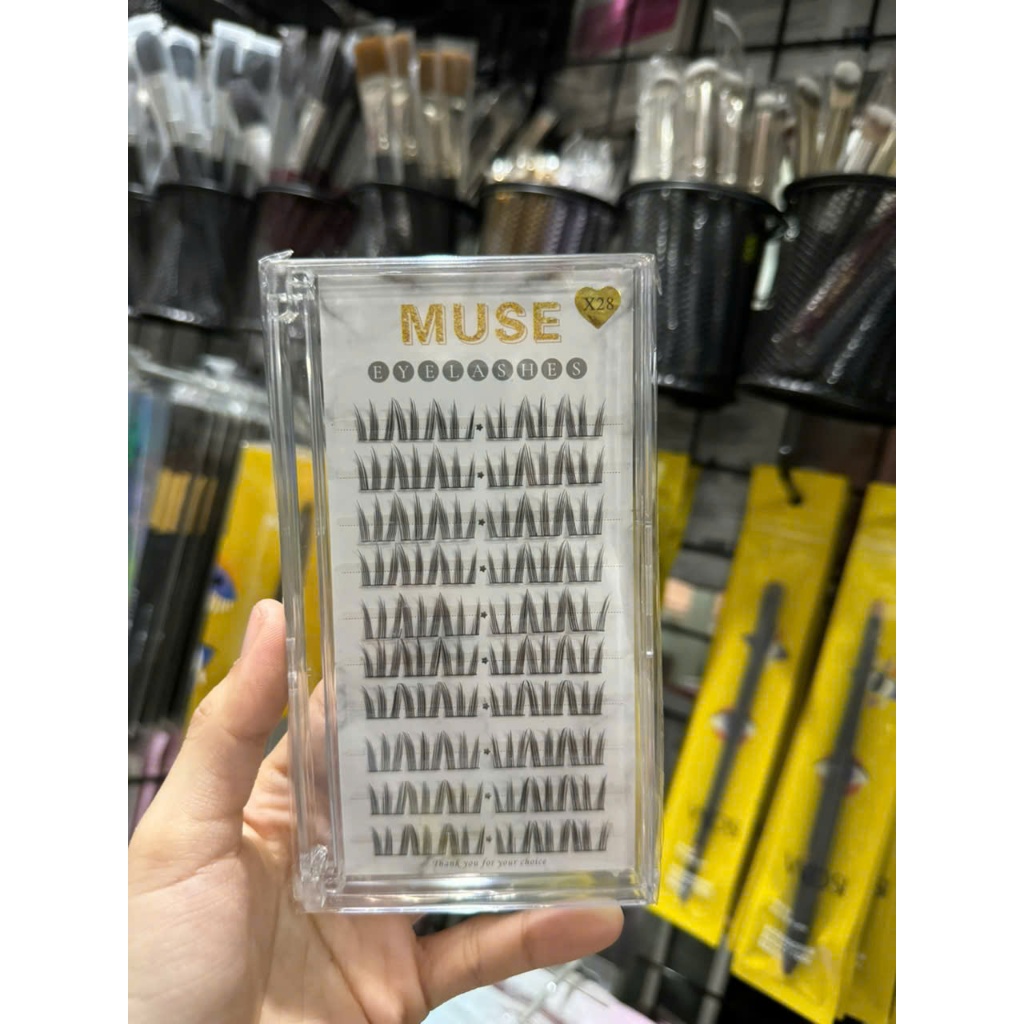 MUSE
X28
EYELASHES
Thank you for your choice